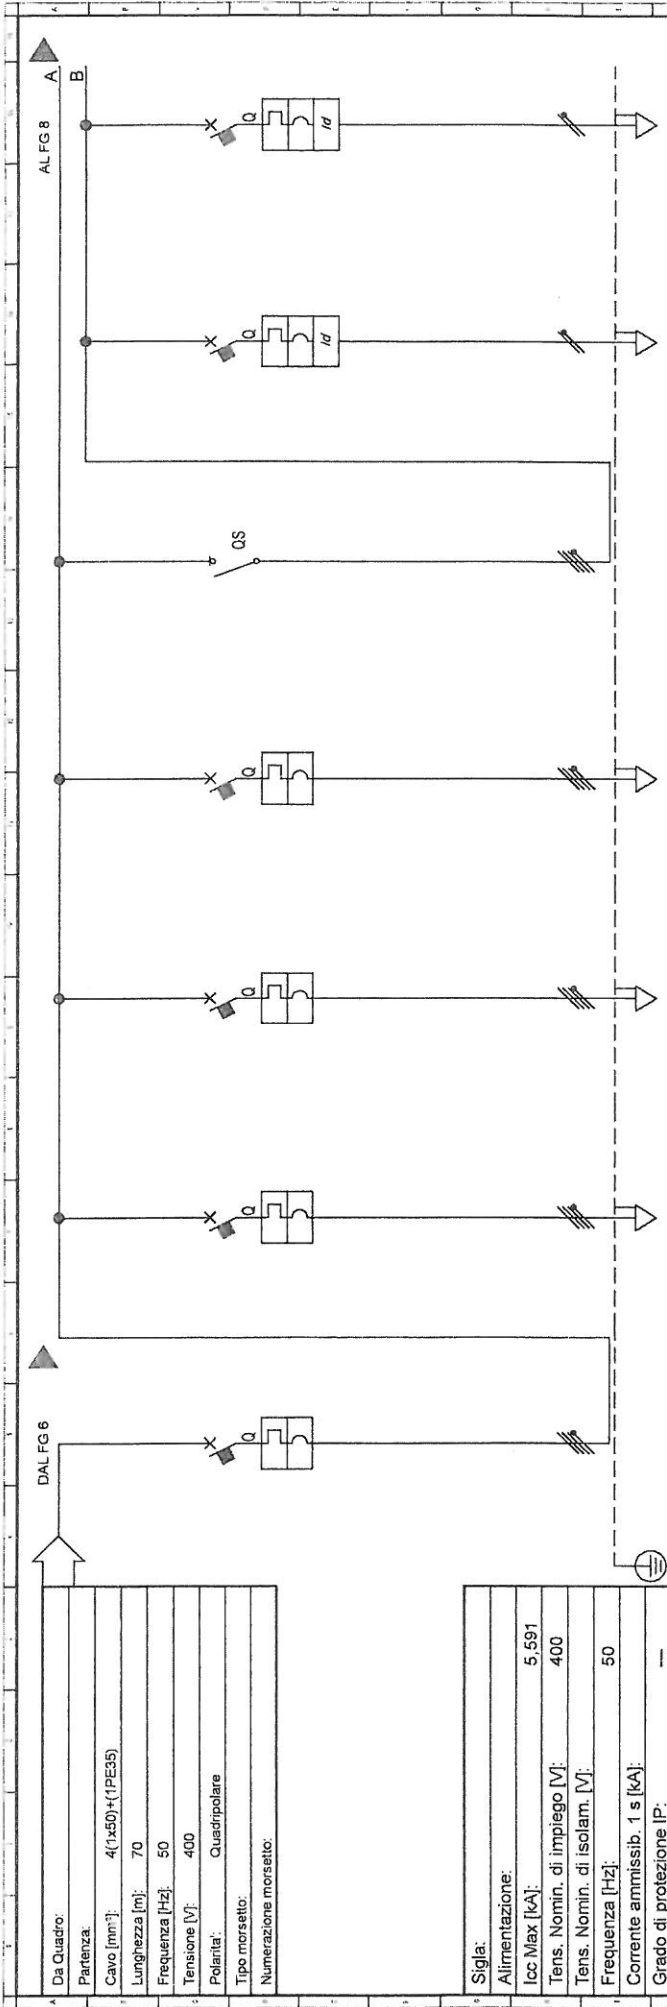 Da Quadro:
Partenza:
Cavo [mm²]: 4(1x50)+(1PE35)
Lunghezza [m]: 70
Frequenza [Hz]: 50
Tensione [V]: 400
Polarita': Quadripolare
Tipo morsetto:
Numerazione morsetto:
Sigla:
Alimentazione:
Icc Max [kA]: 5,591
Tens. Nomin. di impiego [V]: 400
Tens. Nomin. di isolam. [V]:
Frequenza [Hz]: 50
Corrente ammissib. 1 s [kA]:
Grado di protezione IP: ---
DAL FG 6
Q
Q
Q
Q
QS
Q
Id
Q
Id
AL FG 8
A
B